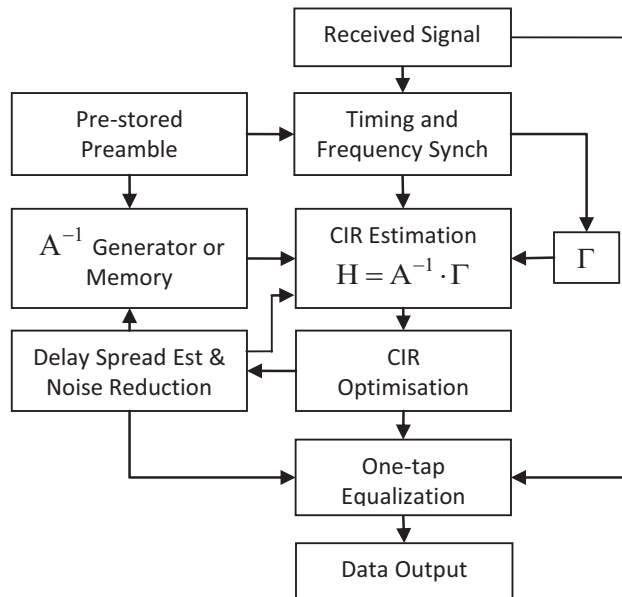 Received Signal
Pre-stored
Preamble
Timing and
Frequency Synch
A⁻¹ Generator or
Memory
CIR Estimation
H = A⁻¹ · Γ
Γ
Delay Spread Est &
Noise Reduction
CIR
Optimisation
One-tap
Equalization
Data Output